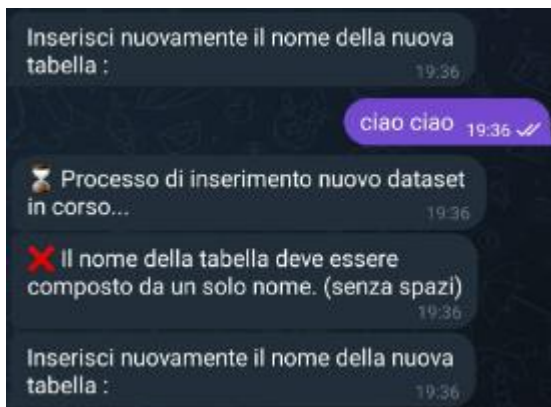 Inserisci nuovamente il nome della nuova
tabella :
19:36
ciao ciao 19:36
⏳ Processo di inserimento nuovo dataset
in corso...
19:36
❌ Il nome della tabella deve essere
composto da un solo nome. (senza spazi)
19:36
Inserisci nuovamente il nome della nuova
tabella :
19:36